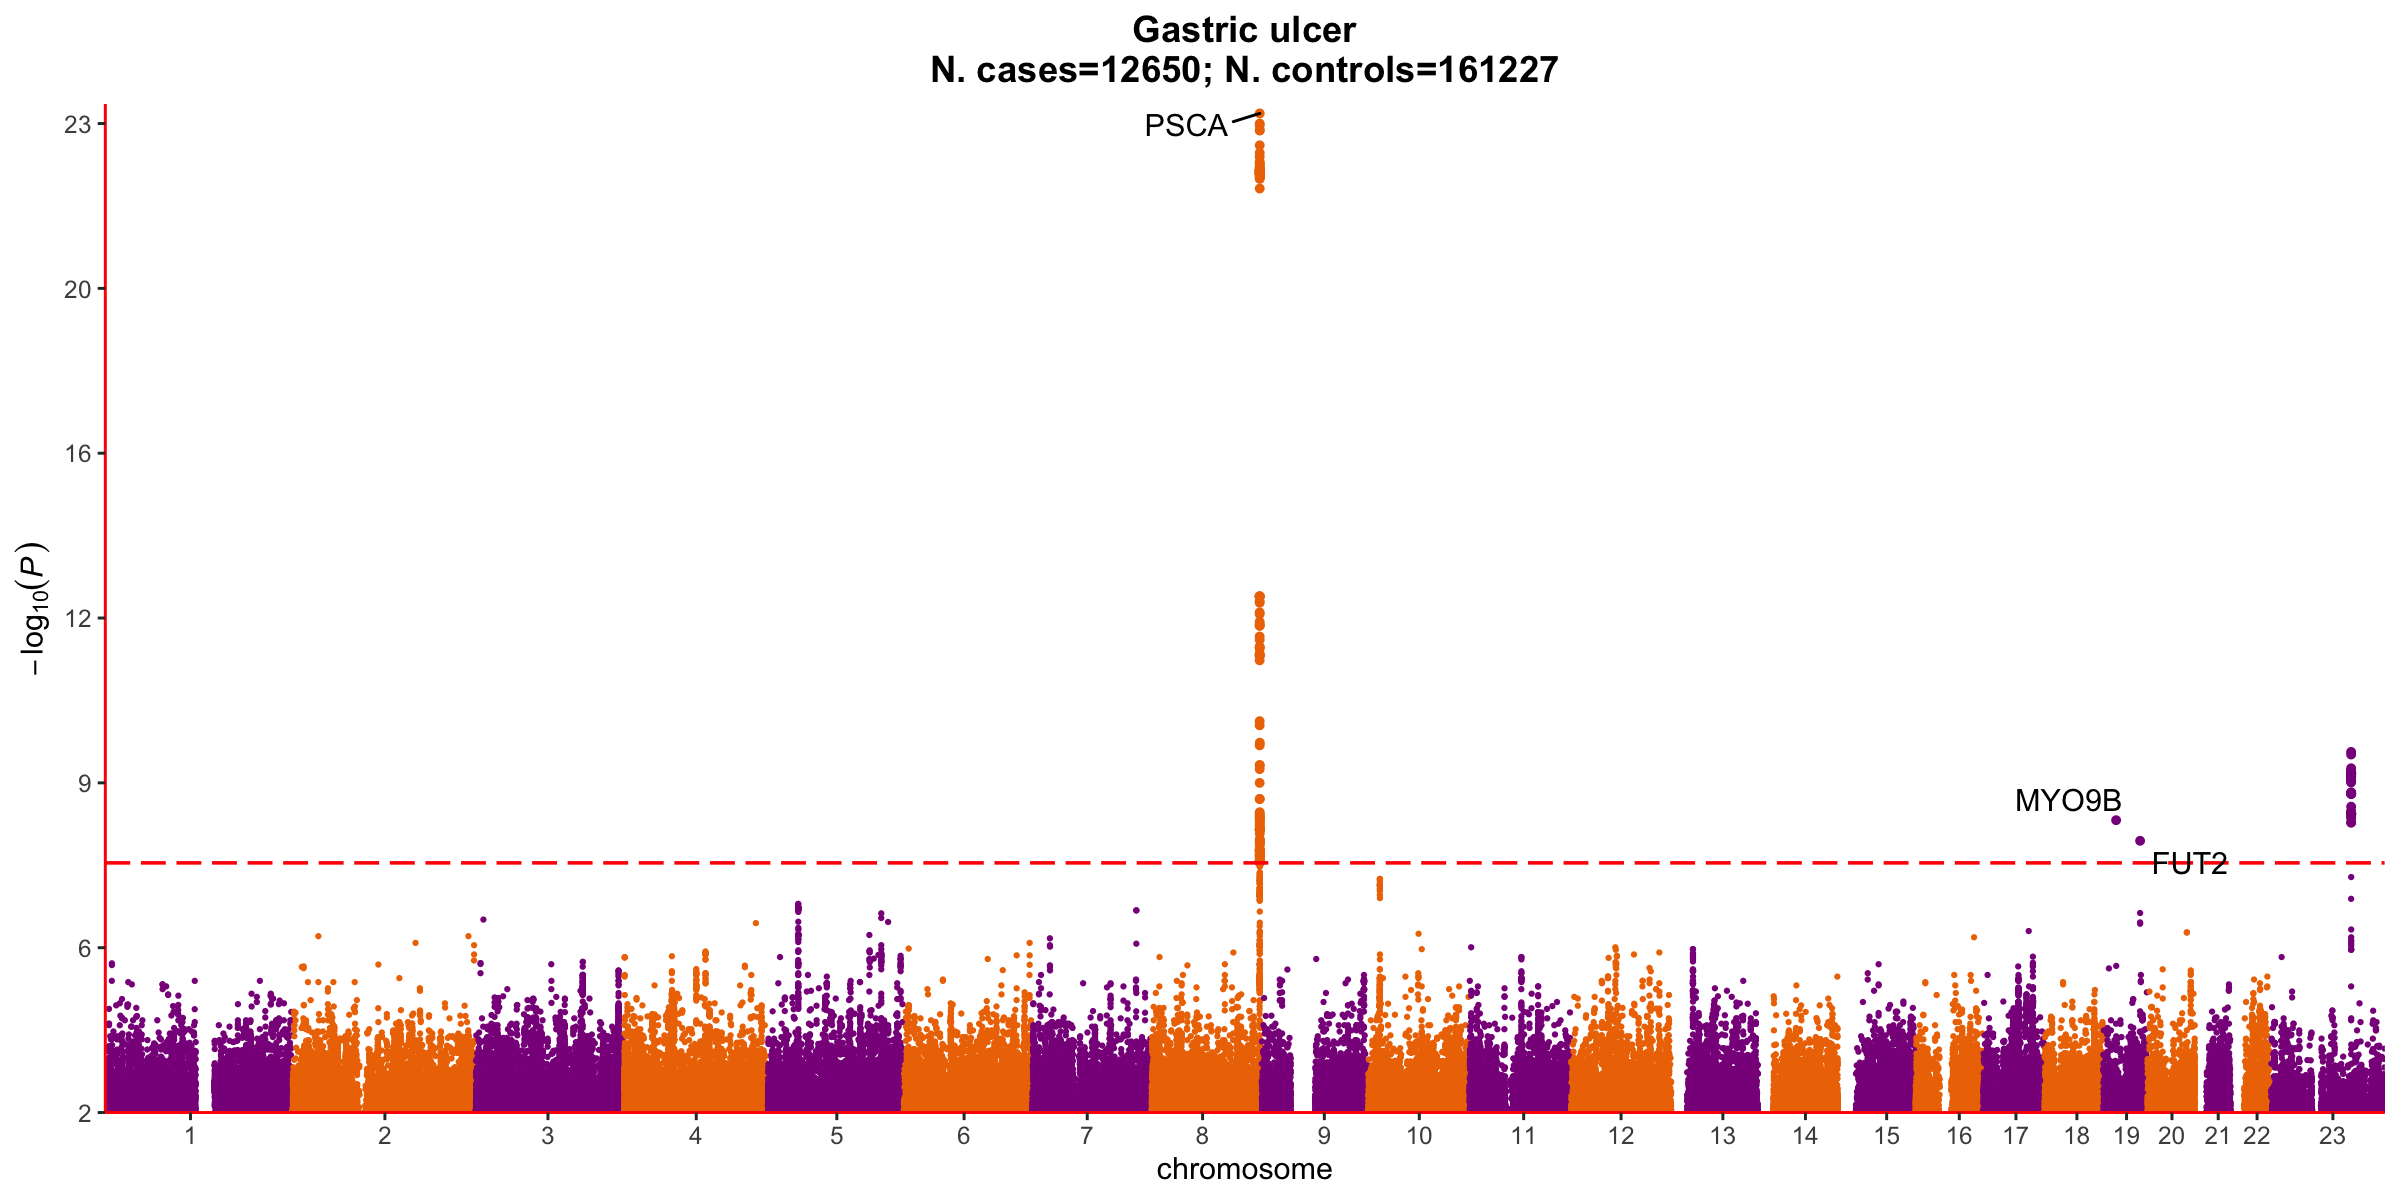 Gastric ulcer
N. cases=12650; N. controls=161227
PSCA
23
20
16
12
9
6
2
−log10(P)
MYO9B
FUT2
1 2 3 4 5 6 7 8 9 10 11 12 13 14 15 16 17 18 19 20 21 22 23
chromosome